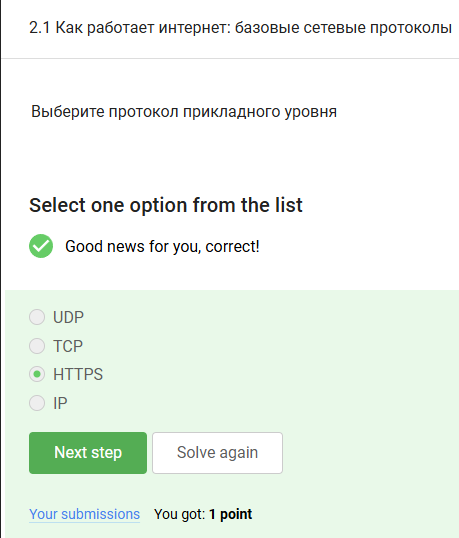 2.1 Как работает интернет: базовые сетевые протоколы
Выберите протокол прикладного уровня
Select one option from the list
Good news for you, correct!
UDP
TCP
HTTPS
IP
Next step Solve again
Your submissions You got: 1 point